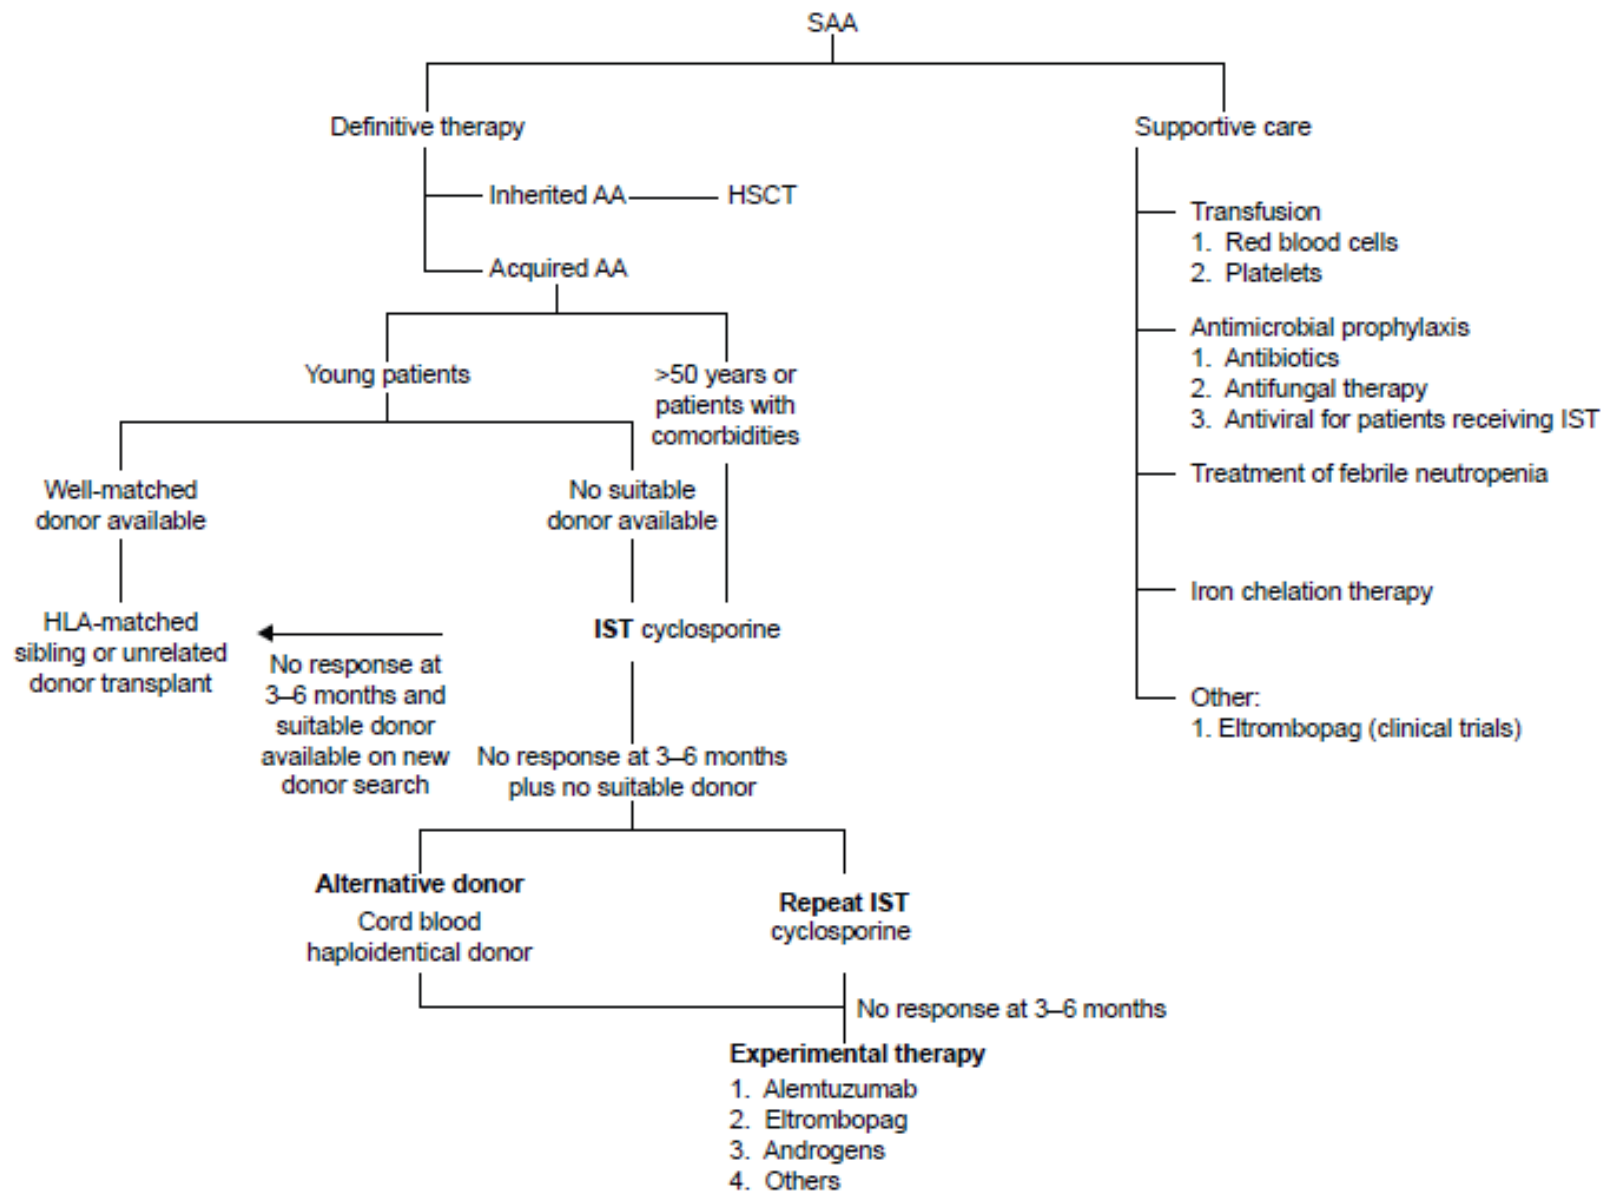 SAA
Definitive therapy
Inherited AA
HSCT
Acquired AA
Young patients
>50 years or
patients with
comorbidities
Well-matched
donor available
No suitable
donor available
HLA-matched
sibling or unrelated
donor transplant
No response at
3–6 months and
suitable donor
available on new
donor search
IST cyclosporine
No response at 3–6 months
plus no suitable donor
Alternative donor
Cord blood
haploidentical donor
Repeat IST
cyclosporine
No response at 3–6 months
Experimental therapy
1. Alemtuzumab
2. Eltrombopag
3. Androgens
4. Others
Supportive care
Transfusion
1. Red blood cells
2. Platelets
Antimicrobial prophylaxis
1. Antibiotics
2. Antifungal therapy
3. Antiviral for patients receiving IST
Treatment of febrile neutropenia
Iron chelation therapy
Other:
1. Eltrombopag (clinical trials)